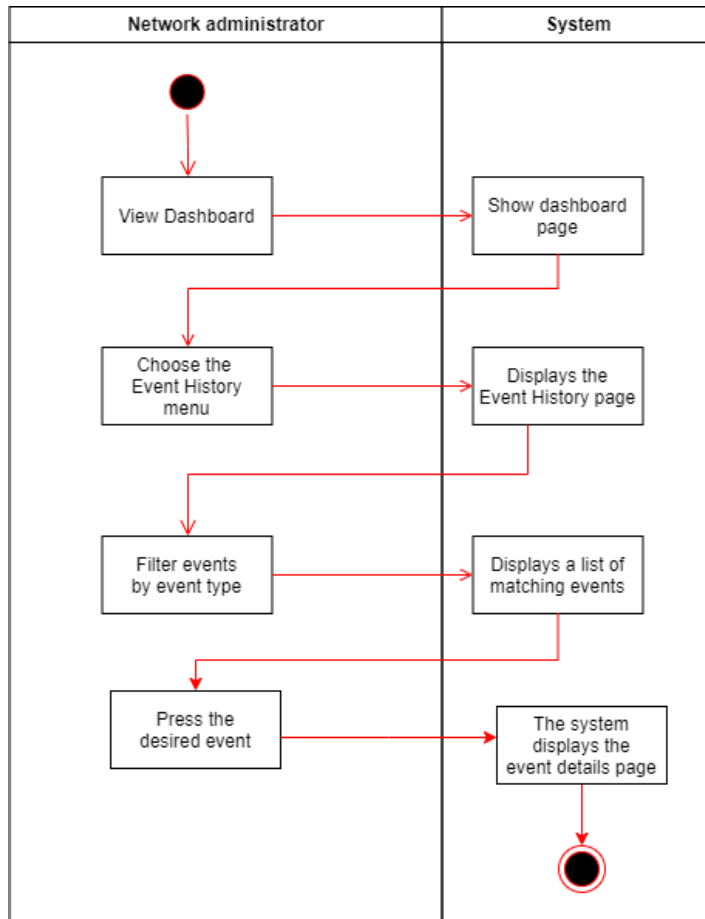 Network administrator
System
View Dashboard
Show dashboard
page
Choose the
Event History
menu
Displays the
Event History page
Filter events
by event type
Displays a list of
matching events
Press the
desired event
The system
displays the
event details page